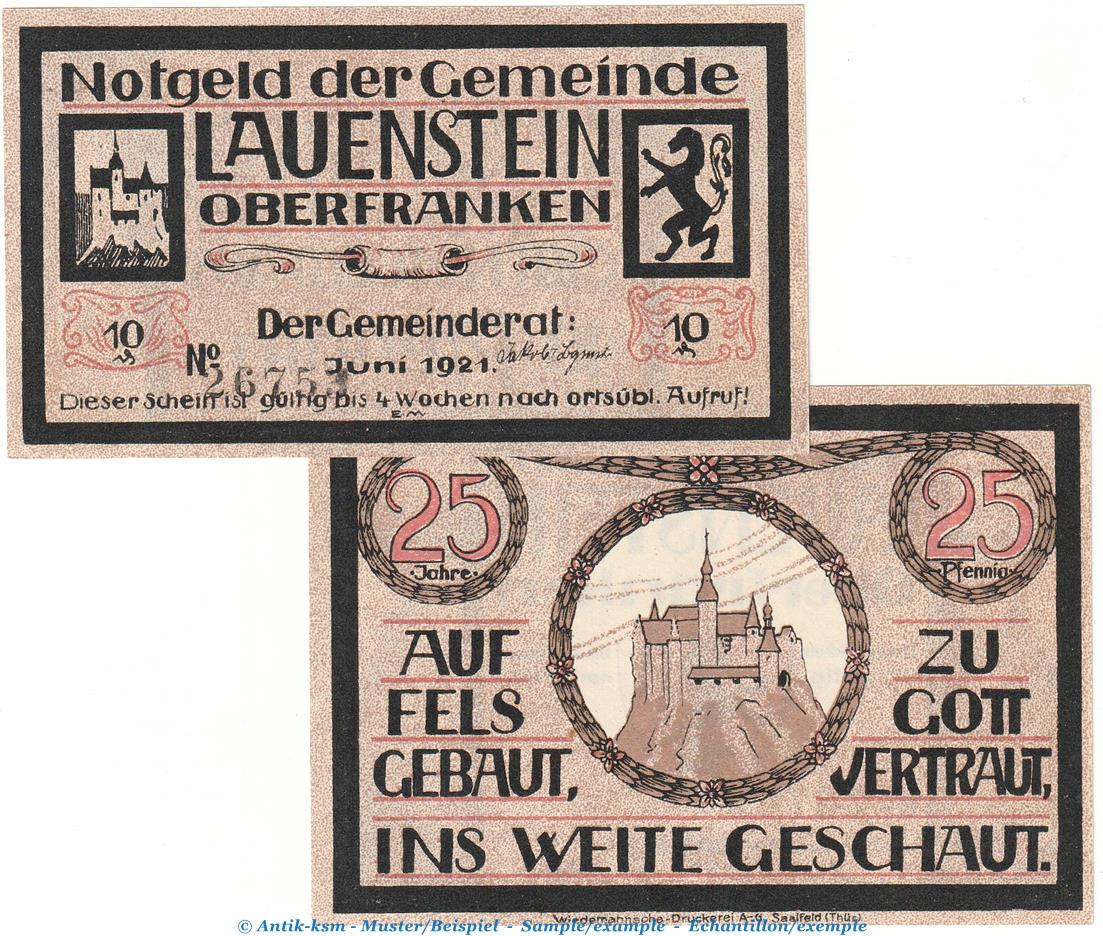 Notgeld der Gemeinde
LAUENSTEIN
OBERFRANKEN
10
₰
Der Gemeinderat:
10
₰
No
Juni 1921.
Dieser Schein ist gültig bis 4 Wochen nach ortsübl. Aufruf!
E M
25
Jahre
25
Pfennig
AUF
FELS
GEBAUT,
ZU
GOTT
VERTRAUT,
INS WEITE GESCHAUT.
Wiedemannsche Druckerei A-G, Saalfeld (Thür)
© Antik-ksm - Muster/Beispiel - Sample/example - Echantillon/exemple